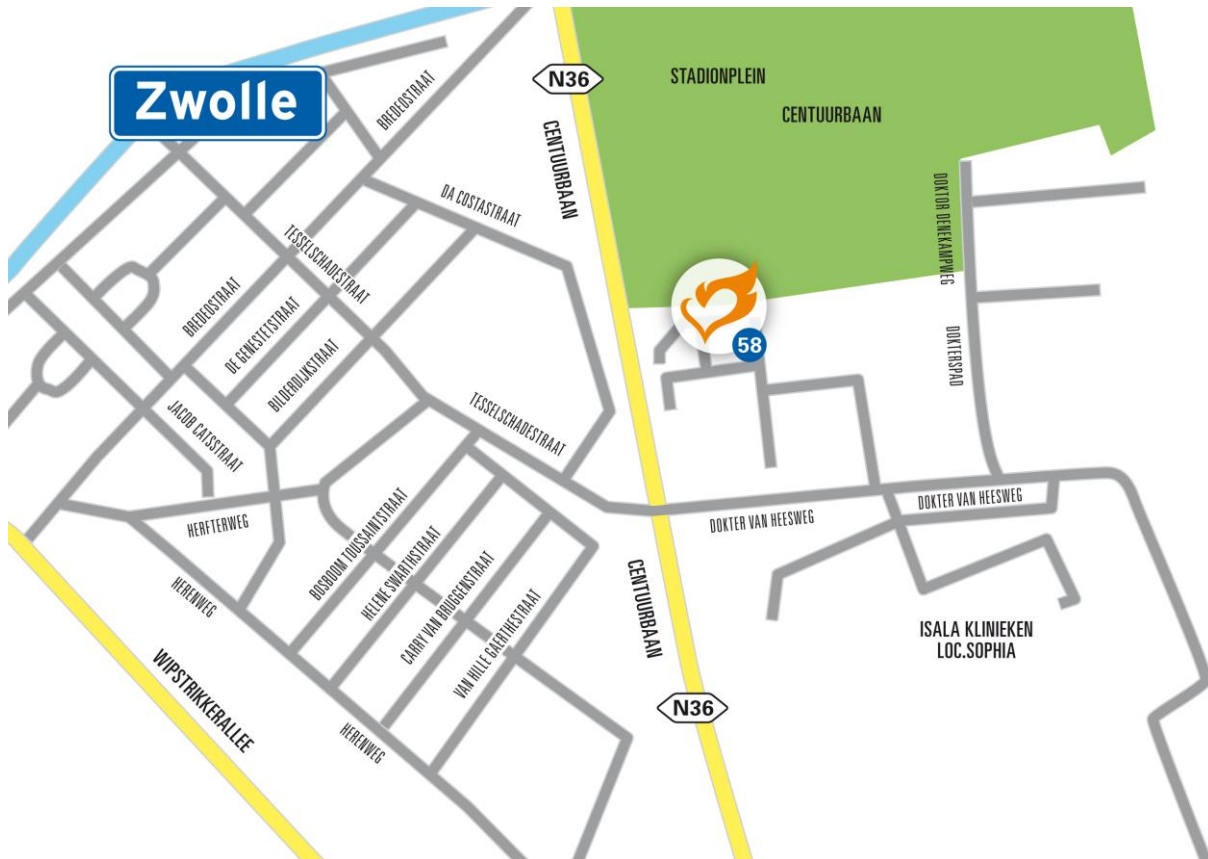 Zwolle
N36
STADIONPLEIN
CENTUURBAAN
BREDEOSTRAAT
CENTUURBAAN
DA COSTASTRAAT
DOKTOR DENEKAMPWEG
TESSELSCHADESTRAAT
BREDEOSTRAAT
DE GENESTETSTRAAT
58
DOKTERSPAD
BILDERDIJKSTRAAT
JACOB CATSSTRAAT
TESSELSCHADESTRAAT
HERFTERWEG
DOKTER VAN HEESWEG
DOKTER VAN HEESWEG
BOSBOOM TOUSSAINTSTRAAT
HELENE SWARTHSTRAAT
CARRY VAN BRUGGENSTRAAT
VAN HILLE GAERTHESTRAAT
CENTUURBAAN
HERENWEG
ISALA KLINIEKEN
LOC.SOPHIA
WIPSTRIKKERALLEE
N36
HERENWEG